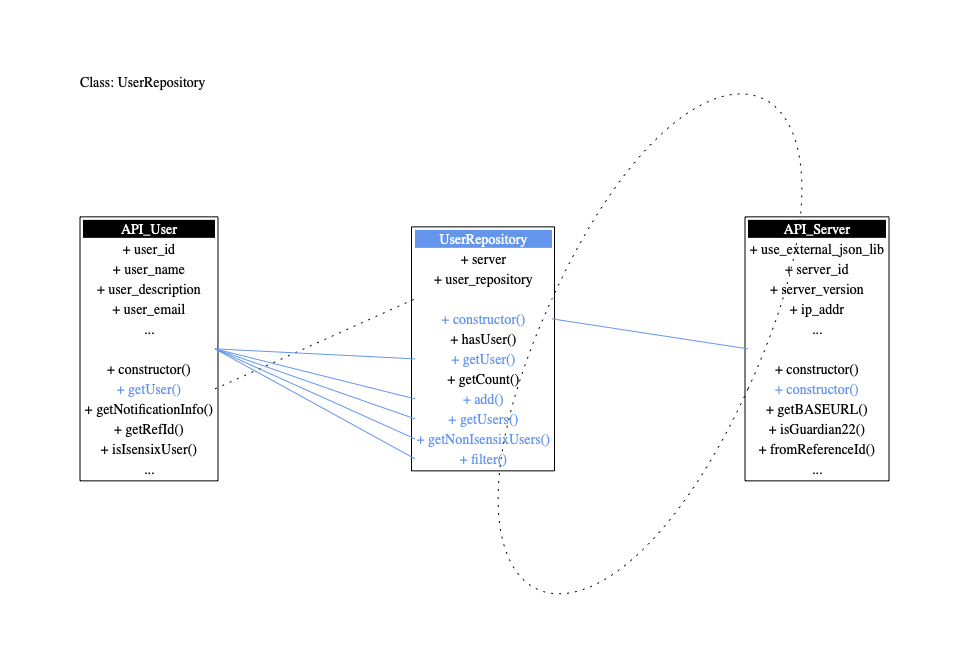 Class: UserRepository
API_User
+ user_id
+ user_name
+ user_description
+ user_email
...
+ constructor()
+ getUser()
+ getNotificationInfo()
+ getRefId()
+ isIsensixUser()
...
UserRepository
+ server
+ user_repository
+ constructor()
+ hasUser()
+ getUser()
+ getCount()
+ add()
+ getUsers()
+ getNonIsensixUsers()
+ filter()
API_Server
+ use_external_json_lib
+ server_id
+ server_version
+ ip_addr
...
+ constructor()
+ constructor()
+ getBASEURL()
+ isGuardian22()
+ fromReferenceId()
...